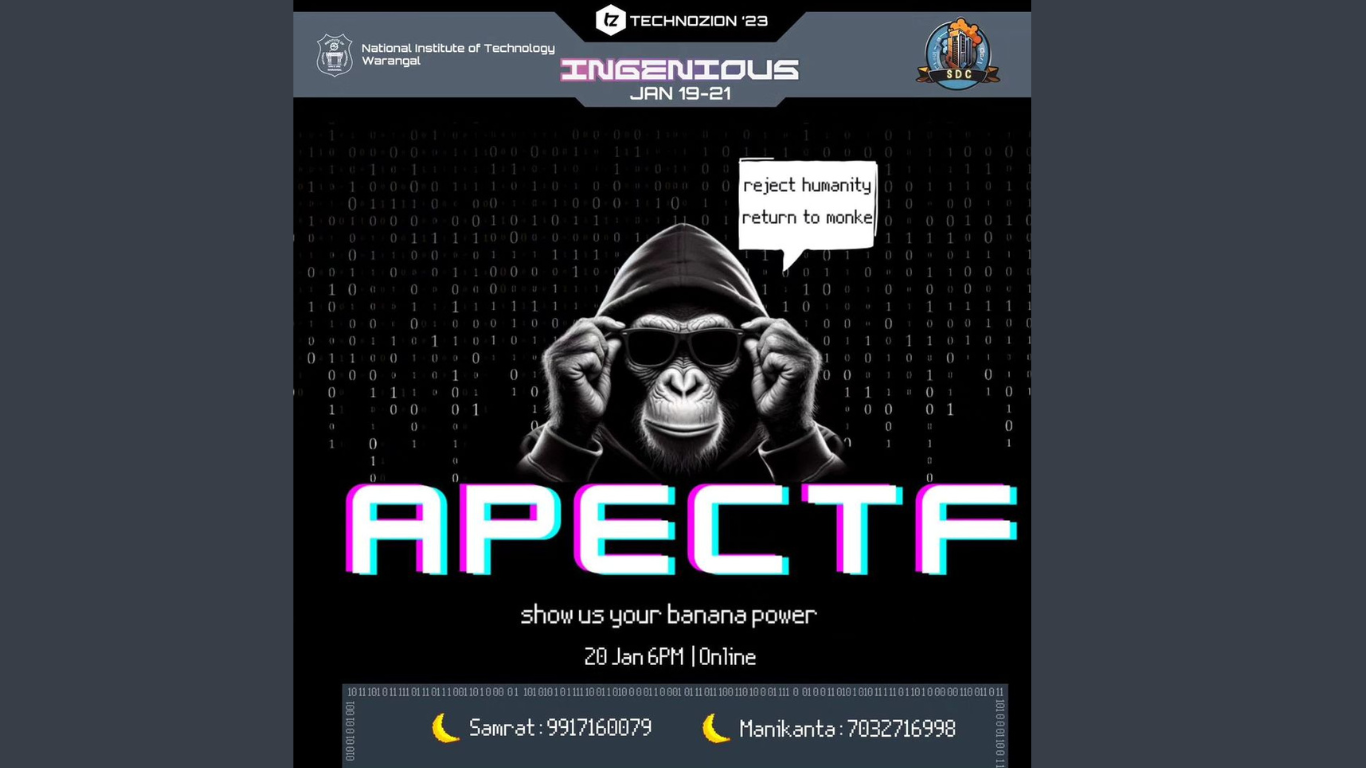 TECHNOZION '23
National Institute of Technology
Warangal
INGENIOUS
JAN 19-21
SDC
reject humanity
return to monke
APECTF
show us your banana power
20 Jan 6PM | Online
Samrat : 9917160079
Manikanta : 7032716998